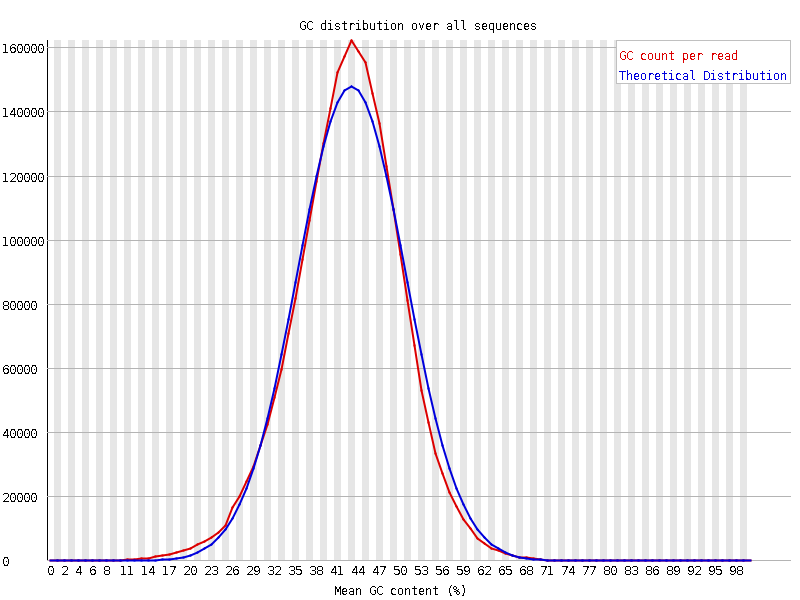 GC distribution over all sequences
GC count per read
Theoretical Distribution
160000
140000
120000
100000
80000
60000
40000
20000
0
0 2 4 6 8 11 14 17 20 23 26 29 32 35 38 41 44 47 50 53 56 59 62 65 68 71 74 77 80 83 86 89 92 95 98
Mean GC content (%)